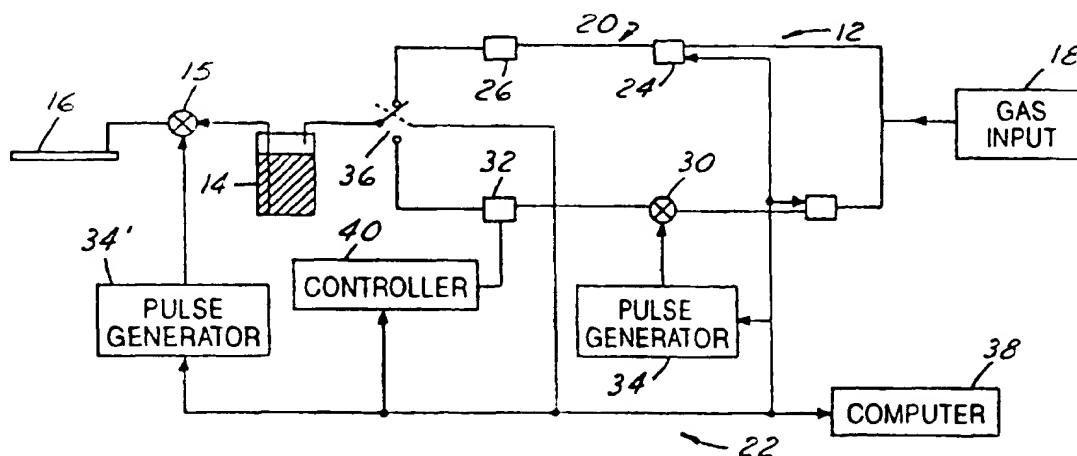 20
12
15
18
16
26
24
GAS
INPUT
36
30
14
32
34'
40
CONTROLLER
PULSE
GENERATOR
PULSE
GENERATOR
38
34
COMPUTER
22